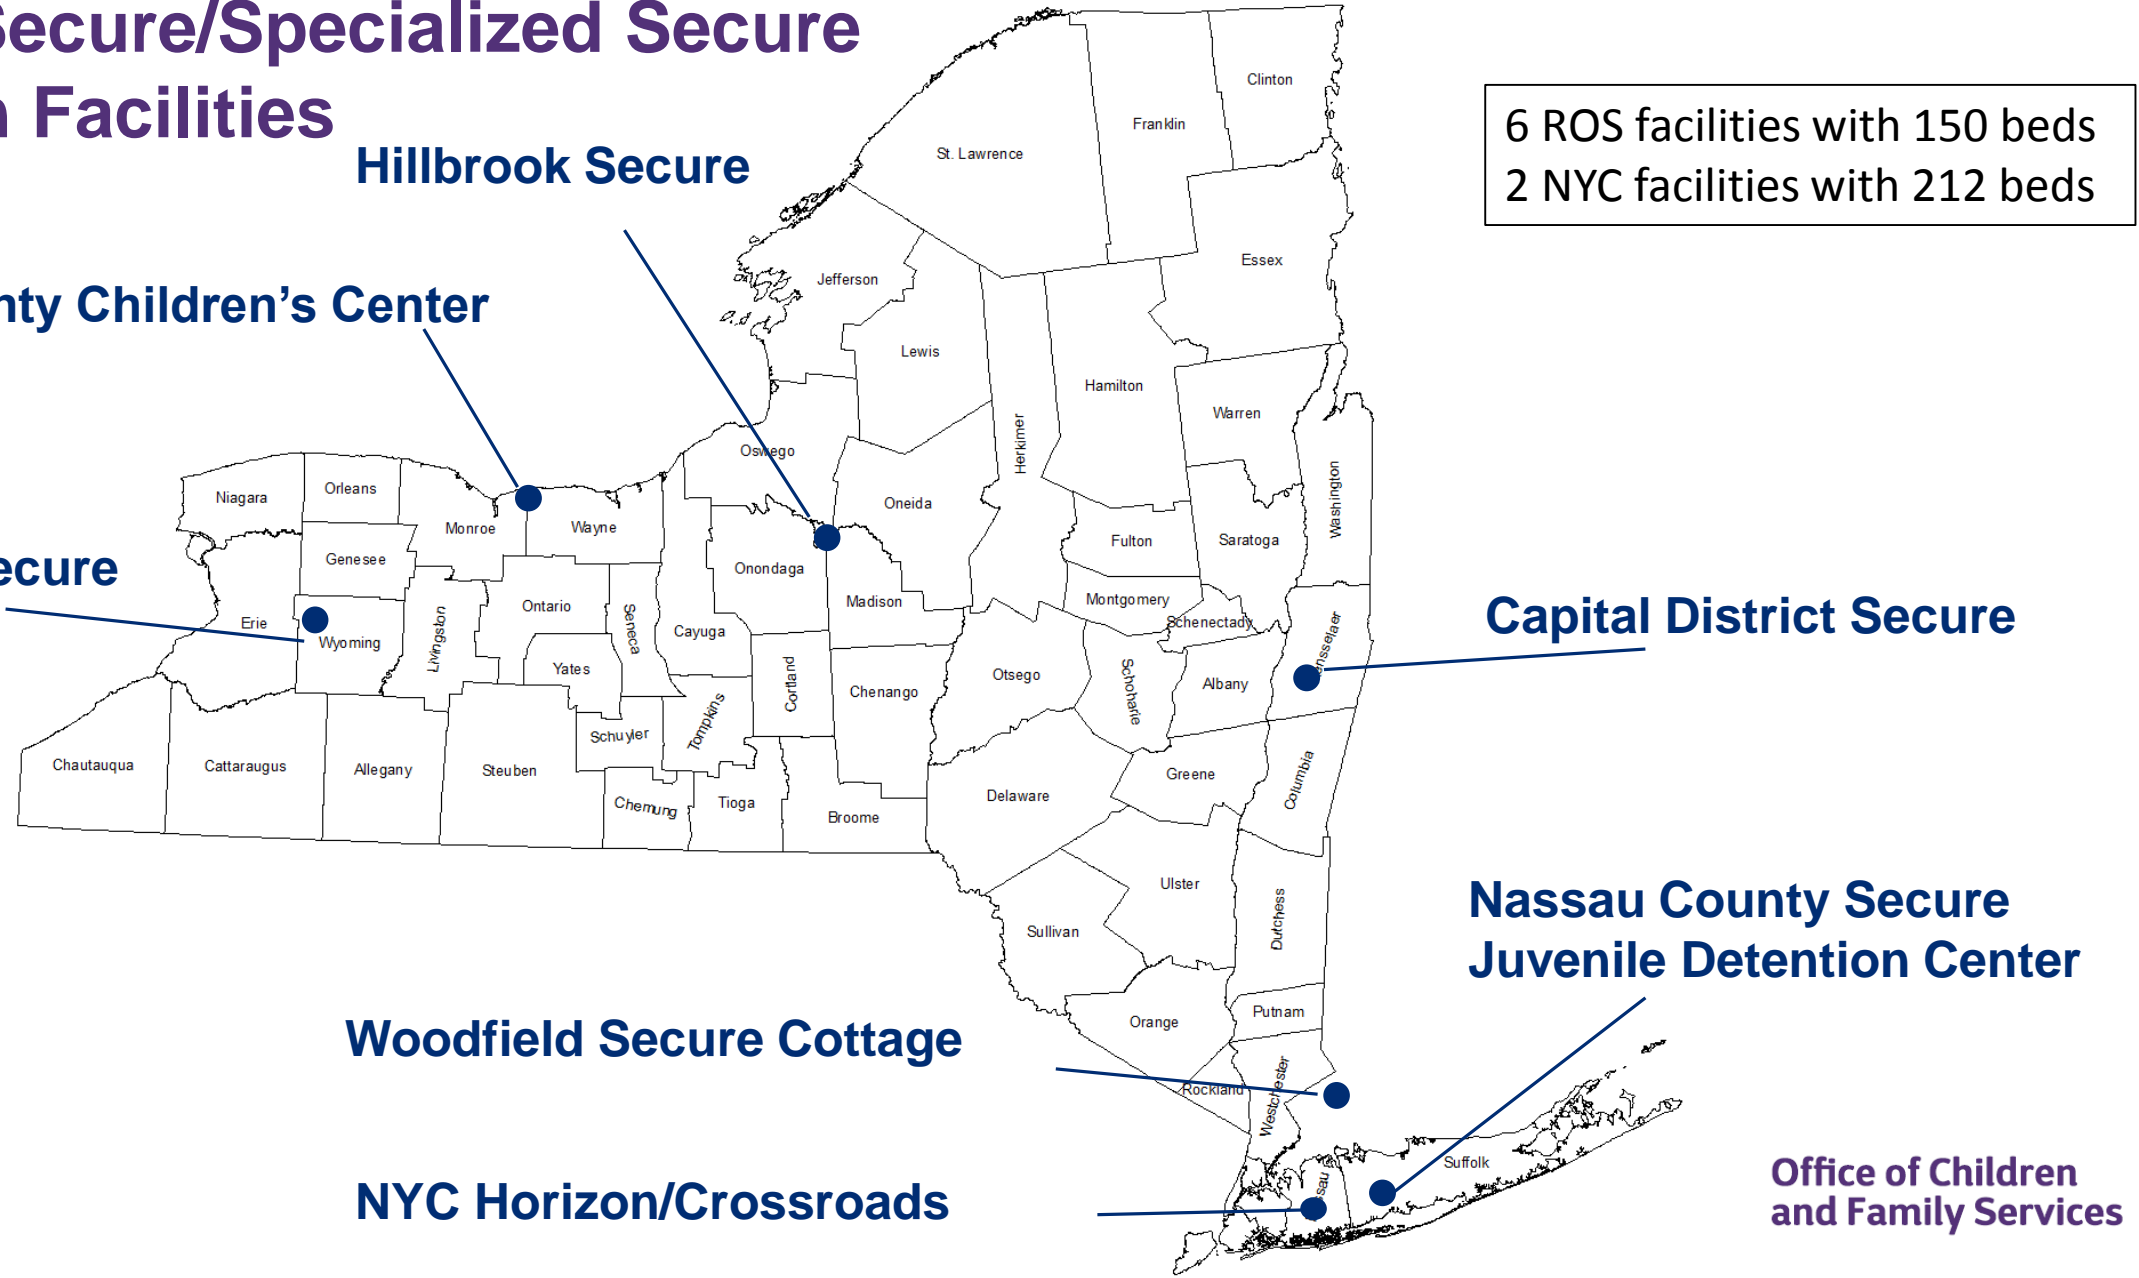 Secure/Specialized Secure
n Facilities
Hillbrook Secure
6 ROS facilities with 150 beds
2 NYC facilities with 212 beds
nty Children's Center
ecure
Capital District Secure
Nassau County Secure
Juvenile Detention Center
Woodfield Secure Cottage
NYC Horizon/Crossroads
Clinton
Franklin
St. Lawrence
Essex
Jefferson
Lewis
Hamilton
Herkimer
Warren
Washington
Oswego
Oneida
Niagara
Orleans
Monroe
Wayne
Genesee
Onondaga
Madison
Fulton
Saratoga
Montgomery
Schenectady
Erie
Wyoming
Livingston
Ontario
Seneca
Yates
Cayuga
Cortland
Chenango
Otsego
Schoharie
Albany
ensselaer
Chautauqua
Cattaraugus
Allegany
Steuben
Schuyler
Tompkins
Chemung
Tioga
Broome
Delaware
Greene
Columbia
Ulster
Sullivan
Dutchess
Orange
Putnam
Rockland
Westchester
ssau
Suffolk
Office of Children
and Family Services